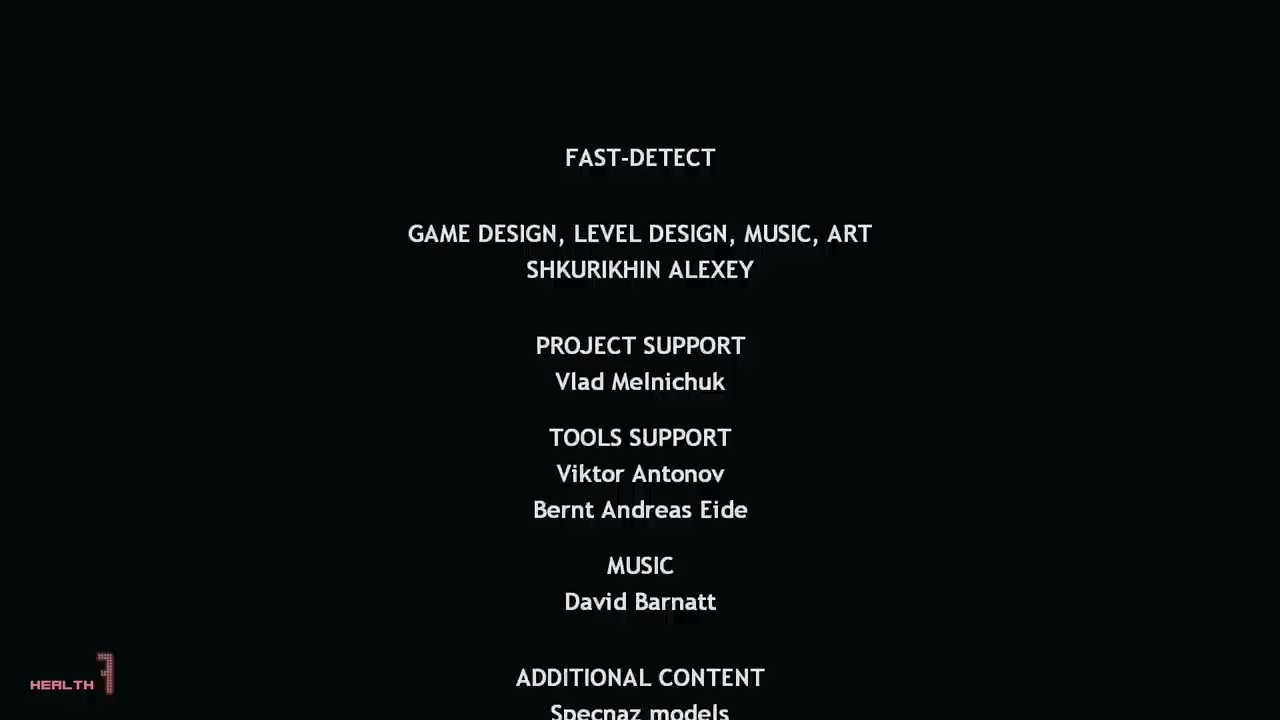 FAST-DETECT
GAME DESIGN, LEVEL DESIGN, MUSIC, ART
SHKURIKHIN ALEXEY
PROJECT SUPPORT
Vlad Melnichuk
TOOLS SUPPORT
Viktor Antonov
Bernt Andreas Eide
MUSIC
David Barnatt
ADDITIONAL CONTENT
Specnaz models
HEALTH